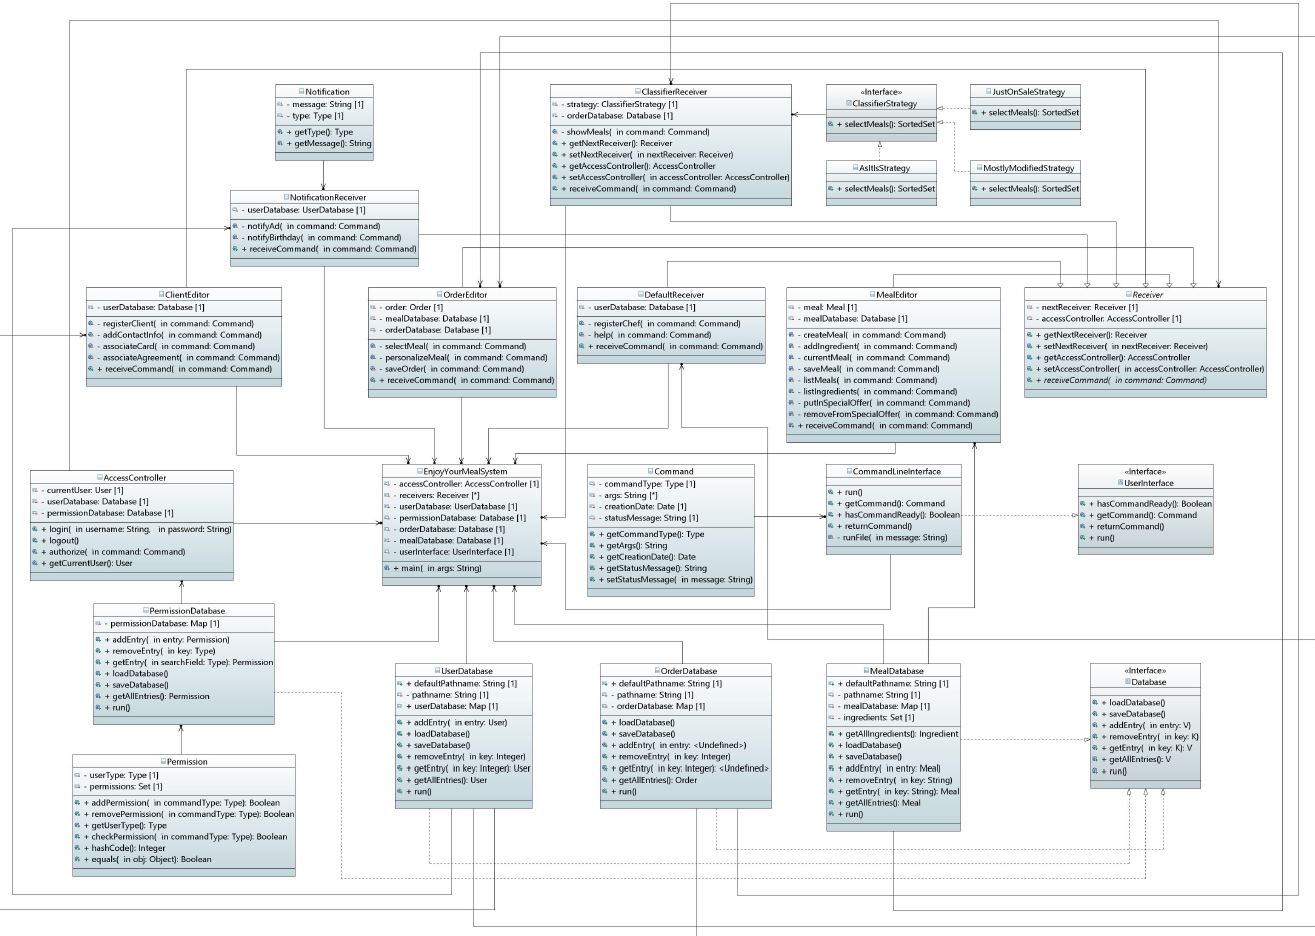 Notification
- message: String [1]
- type: Type [1]
+ getType(): Type
+ getMessage(): String
ClassifierReceiver
- strategy: ClassifierStrategy [1]
- orderDatabase: Database [1]
- showMeals( in command: Command)
+ getNextReceiver(): Receiver
+ setNextReceiver( in nextReceiver: Receiver)
+ getAccessController(): AccessController
+ setAccessController( in accessController: AccessController)
+ receiveCommand( in command: Command)
«Interface»
ClassifierStrategy
+ selectMeals(): SortedSet
JustOnSaleStrategy
+ selectMeals(): SortedSet
AsItIsStrategy
+ selectMeals(): SortedSet
MostlyModifiedStrategy
+ selectMeals(): SortedSet
NotificationReceiver
- userDatabase: UserDatabase [1]
- notifyAd( in command: Command)
- notifyBirthday( in command: Command)
+ receiveCommand( in command: Command)
ClientEditor
- userDatabase: Database [1]
- registerClient( in command: Command)
- addContactInfo( in command: Command)
- associateCard( in command: Command)
- associateAgreement( in command: Command)
+ receiveCommand( in command: Command)
OrderEditor
- order: Order [1]
- mealDatabase: Database [1]
- orderDatabase: Database [1]
- selectMeal( in command: Command)
- personalizeMeal( in command: Command)
- saveOrder( in command: Command)
+ receiveCommand( in command: Command)
DefaultReceiver
- userDatabase: Database [1]
- registerChef( in command: Command)
- help( in command: Command)
+ receiveCommand( in command: Command)
MealEditor
- meal: Meal [1]
- mealDatabase: Database [1]
- createMeal( in command: Command)
- addIngredient( in command: Command)
- currentMeal( in command: Command)
- saveMeal( in command: Command)
- listMeals( in command: Command)
- listIngredients( in command: Command)
- putInSpecialOffer( in command: Command)
- removeFromSpecialOffer( in command: Command)
+ receiveCommand( in command: Command)
Receiver
- nextReceiver: Receiver [1]
- accessController: AccessController [1]
+ getNextReceiver(): Receiver
+ setNextReceiver( in nextReceiver: Receiver)
+ getAccessController(): AccessController
+ setAccessController( in accessController: AccessController)
+ receiveCommand( in command: Command)
AccessController
- currentUser: User [1]
- userDatabase: Database [1]
- permissionDatabase: Database [1]
+ login( in username: String, in password: String)
+ logout()
+ authorize( in command: Command)
+ getCurrentUser(): User
EnjoyYourMealSystem
- accessController: AccessController [1]
- receivers: Receiver [*]
- userDatabase: UserDatabase [1]
- permissionDatabase: Database [1]
- orderDatabase: Database [1]
- mealDatabase: Database [1]
- userInterface: UserInterface [1]
+ main( in args: String)
Command
- commandType: Type [1]
- args: String [*]
- creationDate: Date [1]
- statusMessage: String [1]
+ getCommandType(): Type
+ getArgs(): String
+ getCreationDate(): Date
+ getStatusMessage(): String
+ setStatusMessage( in message: String)
CommandLineInterface
+ run()
+ getCommand(): Command
+ hasCommandReady(): Boolean
+ returnCommand()
- runFile( in message: String)
«Interface»
UserInterface
+ hasCommandReady(): Boolean
+ getCommand(): Command
+ returnCommand()
+ run()
PermissionDatabase
- permissionDatabase: Map [1]
+ addEntry( in entry: Permission)
+ removeEntry( in key: Type)
+ getEntry( in searchField: Type): Permission
+ loadDatabase()
+ saveDatabase()
+ getAllEntries(): Permission
+ run()
UserDatabase
+ defaultPathname: String [1]
- pathname: String [1]
+ userDatabase: Map [1]
+ addEntry( in entry: User)
+ loadDatabase()
+ saveDatabase()
+ removeEntry( in key: Integer)
+ getEntry( in key: Integer): User
+ getAllEntries(): User
+ run()
OrderDatabase
+ defaultPathname: String [1]
- pathname: String [1]
- orderDatabase: Map [1]
+ loadDatabase()
+ saveDatabase()
+ addEntry( in entry: <Undefined>)
+ removeEntry( in key: Integer)
+ getEntry( in key: Integer): <Undefined>
+ getAllEntries(): Order
+ run()
MealDatabase
+ defaultPathname: String [1]
- pathname: String [1]
- mealDatabase: Map [1]
- ingredients: Set [1]
+ getAllIngredients(): Ingredient
+ loadDatabase()
+ saveDatabase()
+ addEntry( in entry: Meal)
+ removeEntry( in key: String)
+ getEntry( in key: String): Meal
+ getAllEntries(): Meal
+ run()
«Interface»
Database
+ loadDatabase()
+ saveDatabase()
+ addEntry( in entry: V)
+ removeEntry( in key: K)
+ getEntry( in key: K): V
+ getAllEntries(): V
+ run()
Permission
- userType: Type [1]
- permissions: Set [1]
+ addPermission( in commandType: Type): Boolean
+ removePermission( in commandType: Type): Boolean
+ getUserType(): Type
+ checkPermission( in commandType: Type): Boolean
+ hashCode(): Integer
+ equals( in obj: Object): Boolean